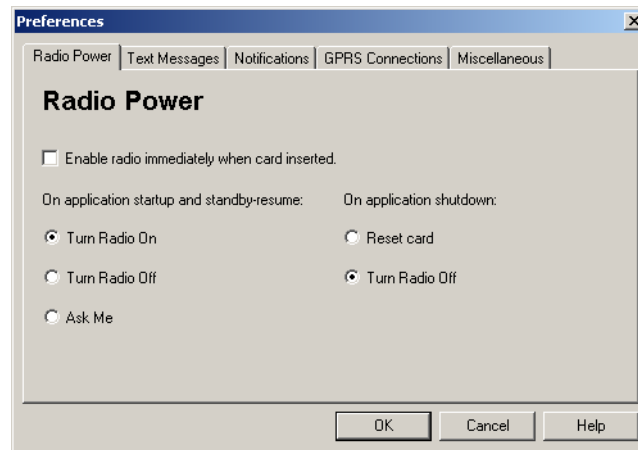 Preferences
Radio Power Text Messages Notifications GPRS Connections Miscellaneous
Radio Power
Enable radio immediately when card inserted.
On application startup and standby-resume: On application shutdown:
Turn Radio On Reset card
Turn Radio Off Turn Radio Off
Ask Me
OK Cancel Help